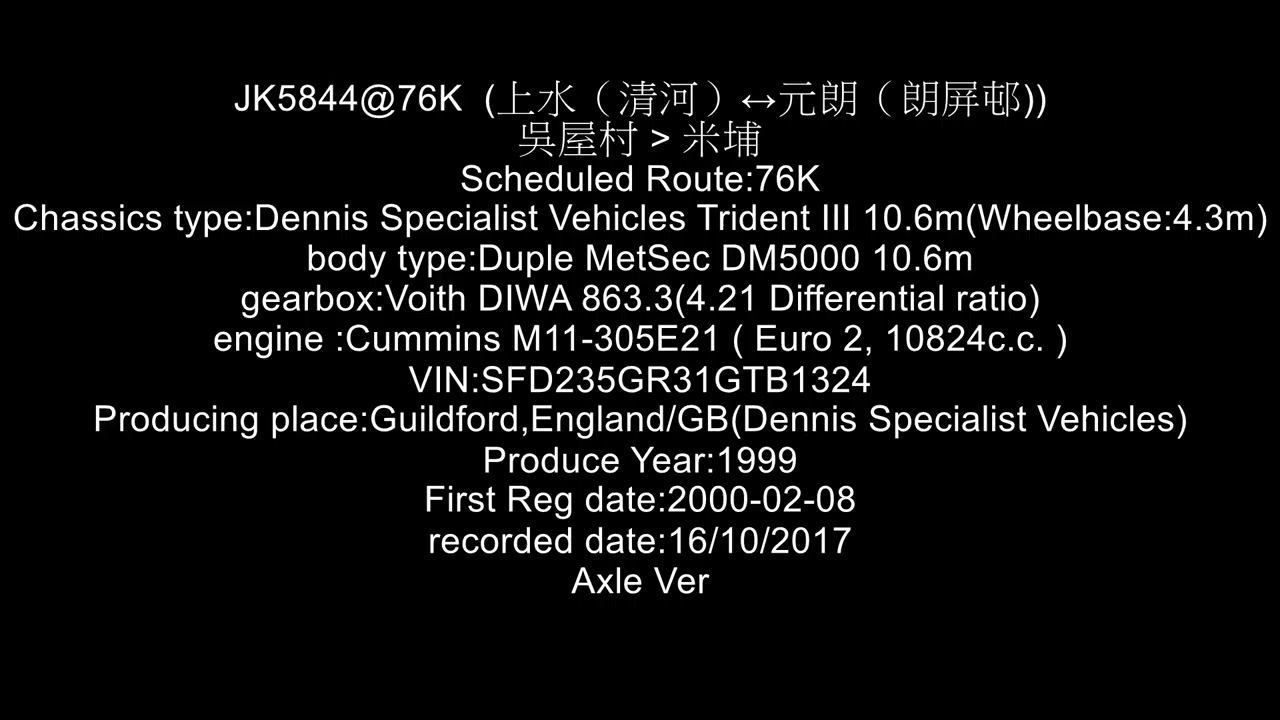 JK5844@76K  (上水（清河）↔元朗（朗屏邨))
吳屋村 > 米埔
Scheduled Route:76K
Chassics type:Dennis Specialist Vehicles Trident III 10.6m(Wheelbase:4.3m)
body type:Duple MetSec DM5000 10.6m
gearbox:Voith DIWA 863.3(4.21 Differential ratio)
engine :Cummins M11-305E21 ( Euro 2, 10824c.c. )
VIN:SFD235GR31GTB1324
Producing place:Guildford,England/GB(Dennis Specialist Vehicles)
Produce Year:1999
First Reg date:2000-02-08
recorded date:16/10/2017
Axle Ver